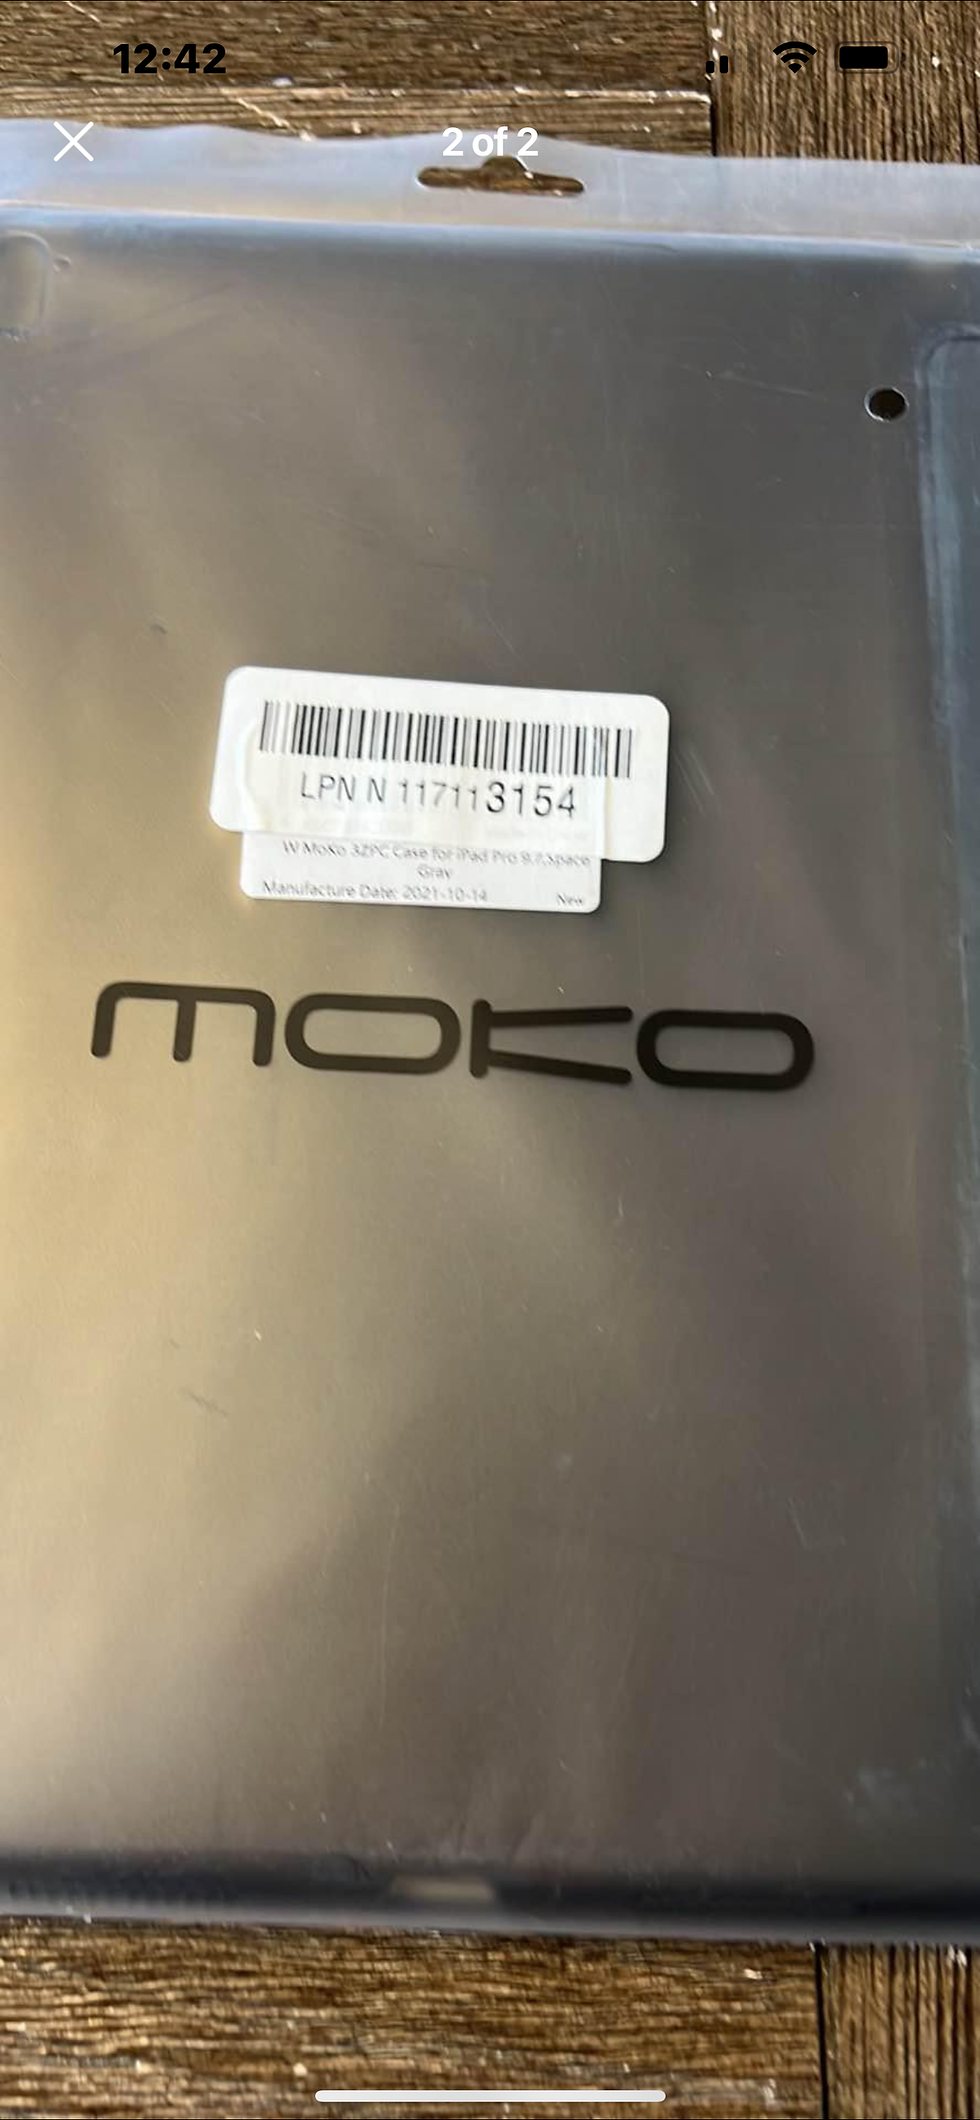 12:42
2 of 2
LPN N 117113154
W MoKo 3ZPC Case for iPad Pro 9.7,Space
Gray
Manufacture Date: 2021-10-14
New
moko